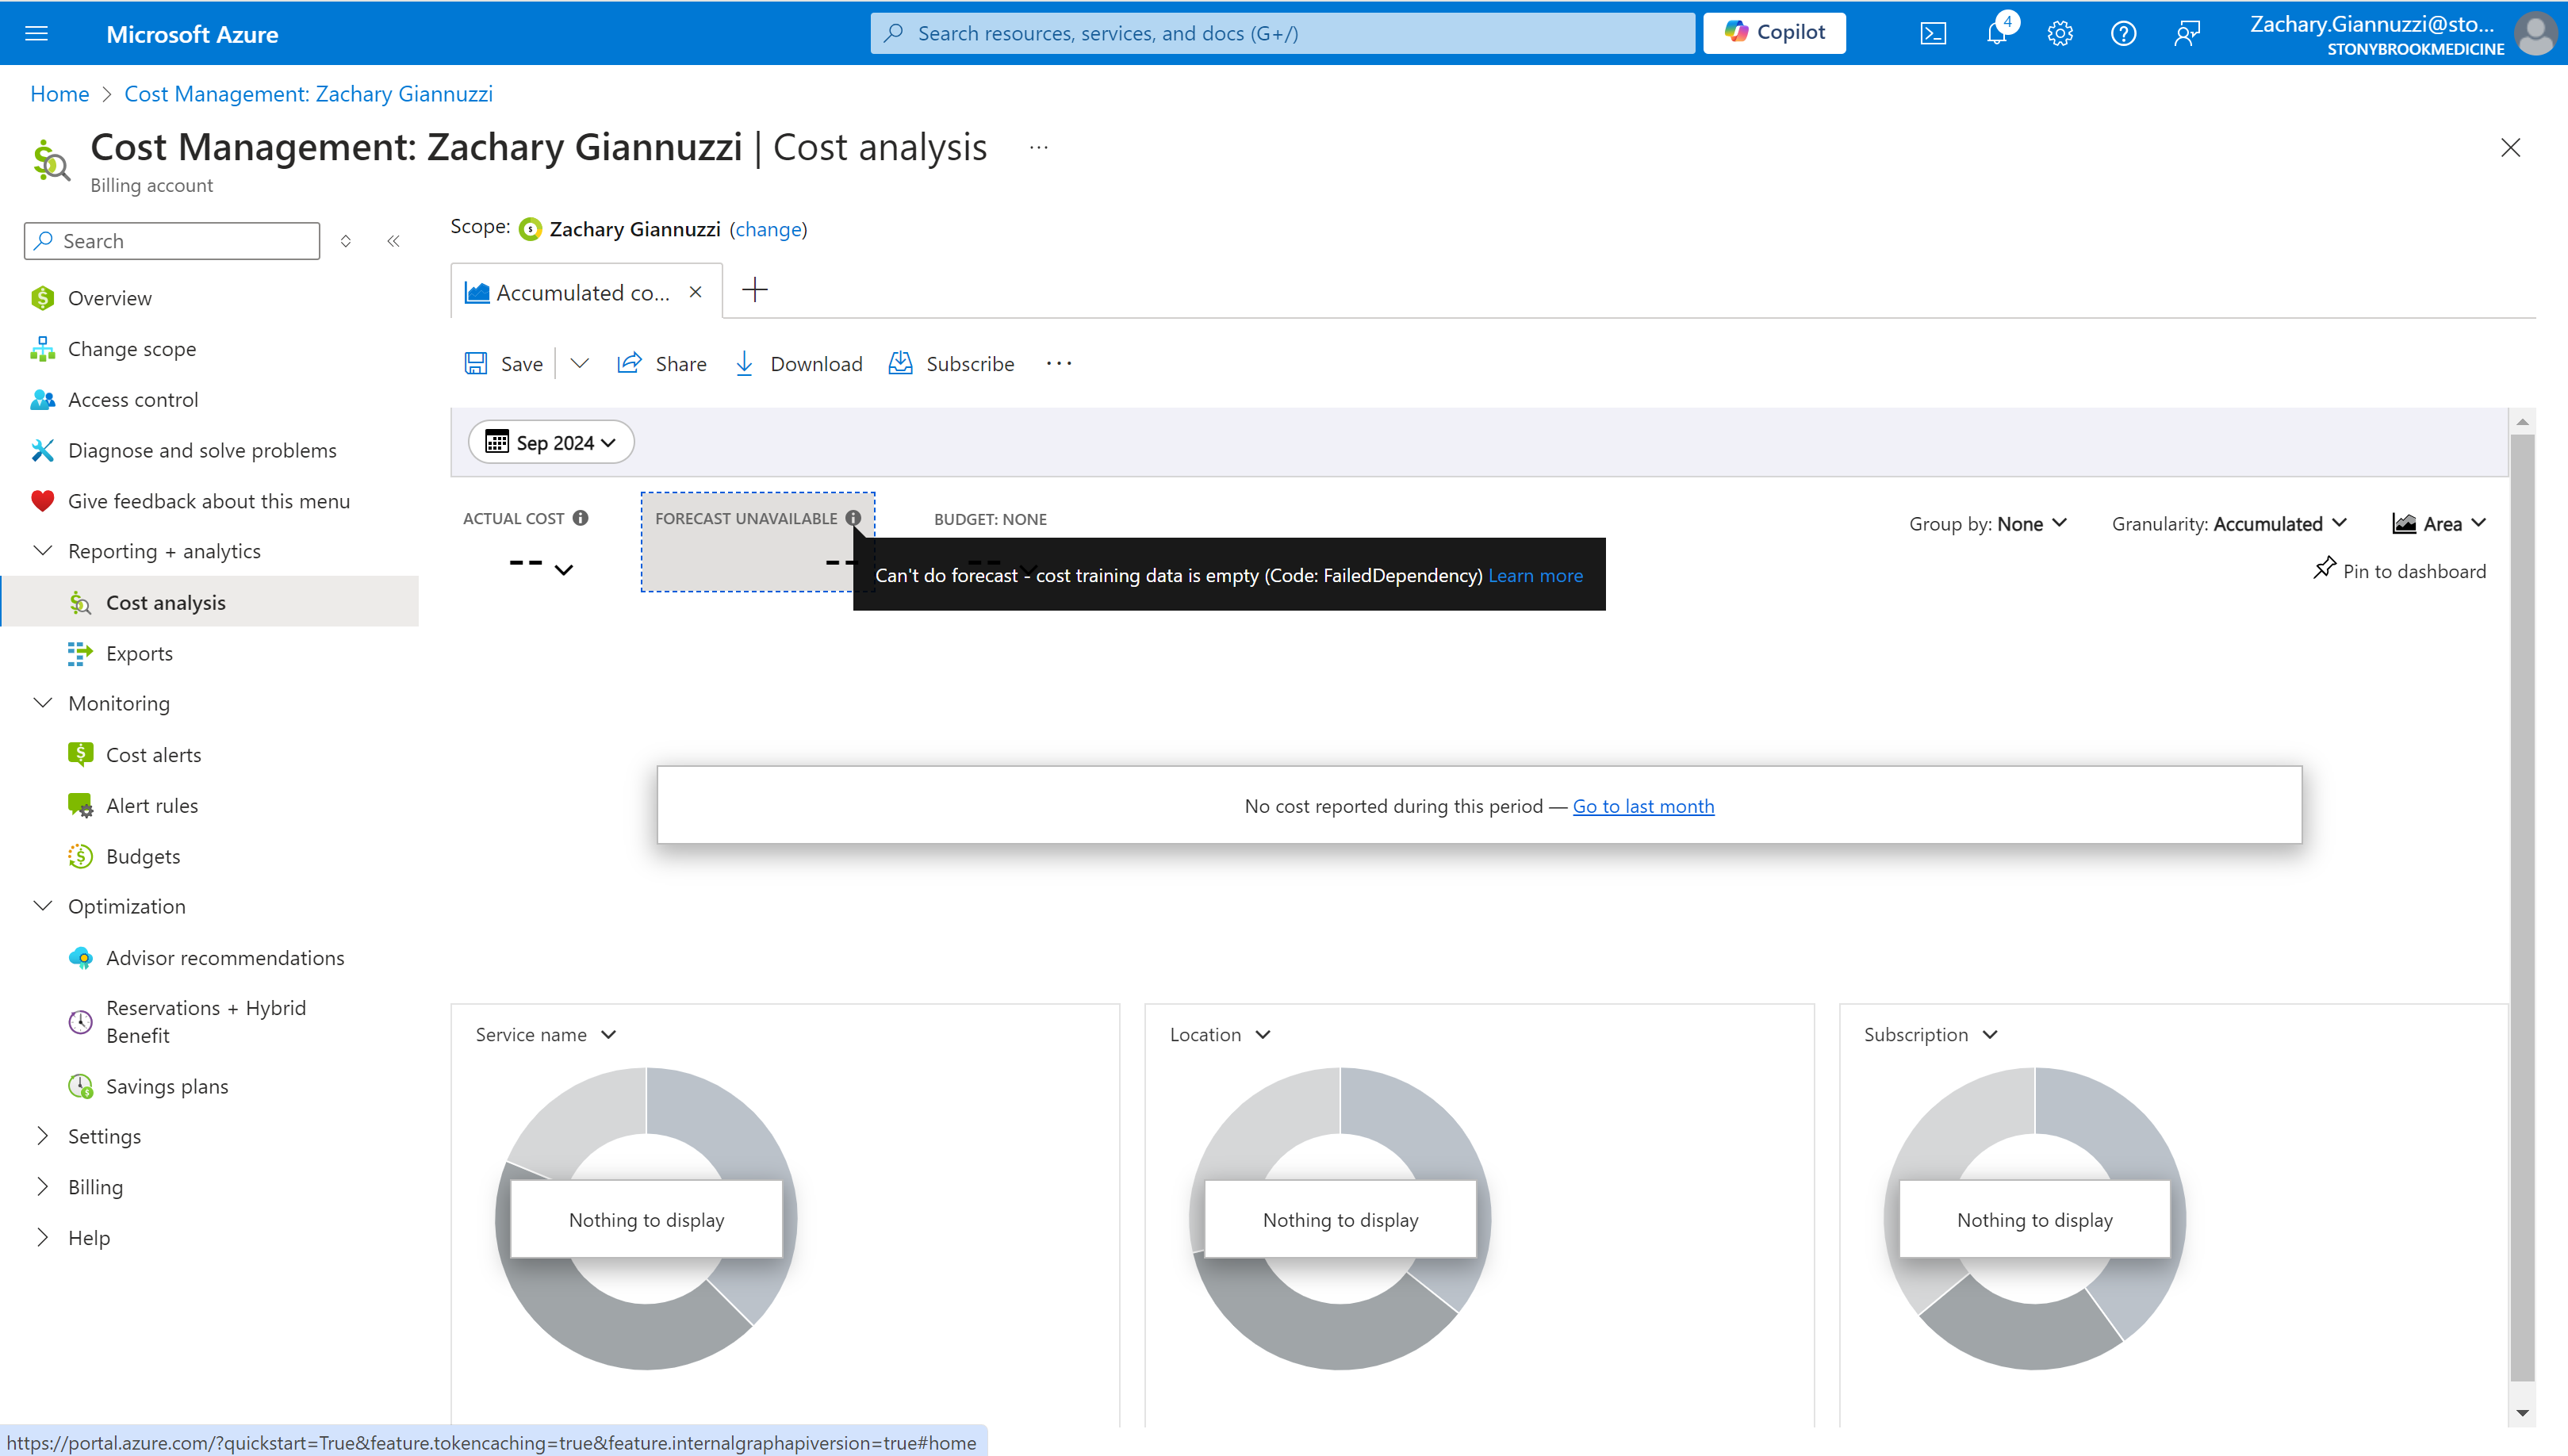 Microsoft Azure
Search resources, services, and docs (G+/)
Copilot
4
Zachary.Giannuzzi@sto...
STONYBROOKMEDICINE
Home > Cost Management: Zachary Giannuzzi
Cost Management: Zachary Giannuzzi | Cost analysis ...
Billing account
Search
Overview
Change scope
Access control
Diagnose and solve problems
Give feedback about this menu
Reporting + analytics
Cost analysis
Exports
Monitoring
Cost alerts
Alert rules
Budgets
Optimization
Advisor recommendations
Reservations + Hybrid
Benefit
Savings plans
Settings
Billing
Help
Scope: Zachary Giannuzzi (change)
Accumulated co...
Save Share Download Subscribe ...
Sep 2024
ACTUAL COST
--
FORECAST UNAVAILABLE
--
BUDGET: NONE
--
Can't do forecast - cost training data is empty (Code: FailedDependency) Learn more
Group by: None Granularity: Accumulated Area
Pin to dashboard
No cost reported during this period — Go to last month
Service name
Nothing to display
Location
Nothing to display
Subscription
Nothing to display
https://portal.azure.com/?quickstart=True&feature.tokencaching=true&feature.internalgraphapiversion=true#home